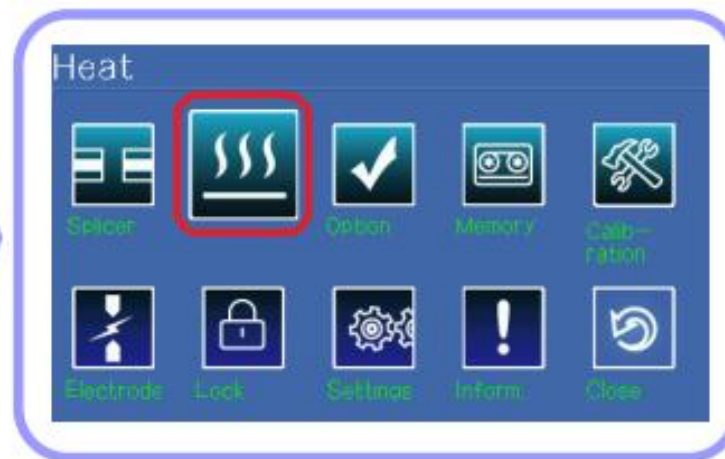 Heat
Splicer
Option
Memory
Calib-
ration
Electrode
Lock
Settings
Inform.
Close